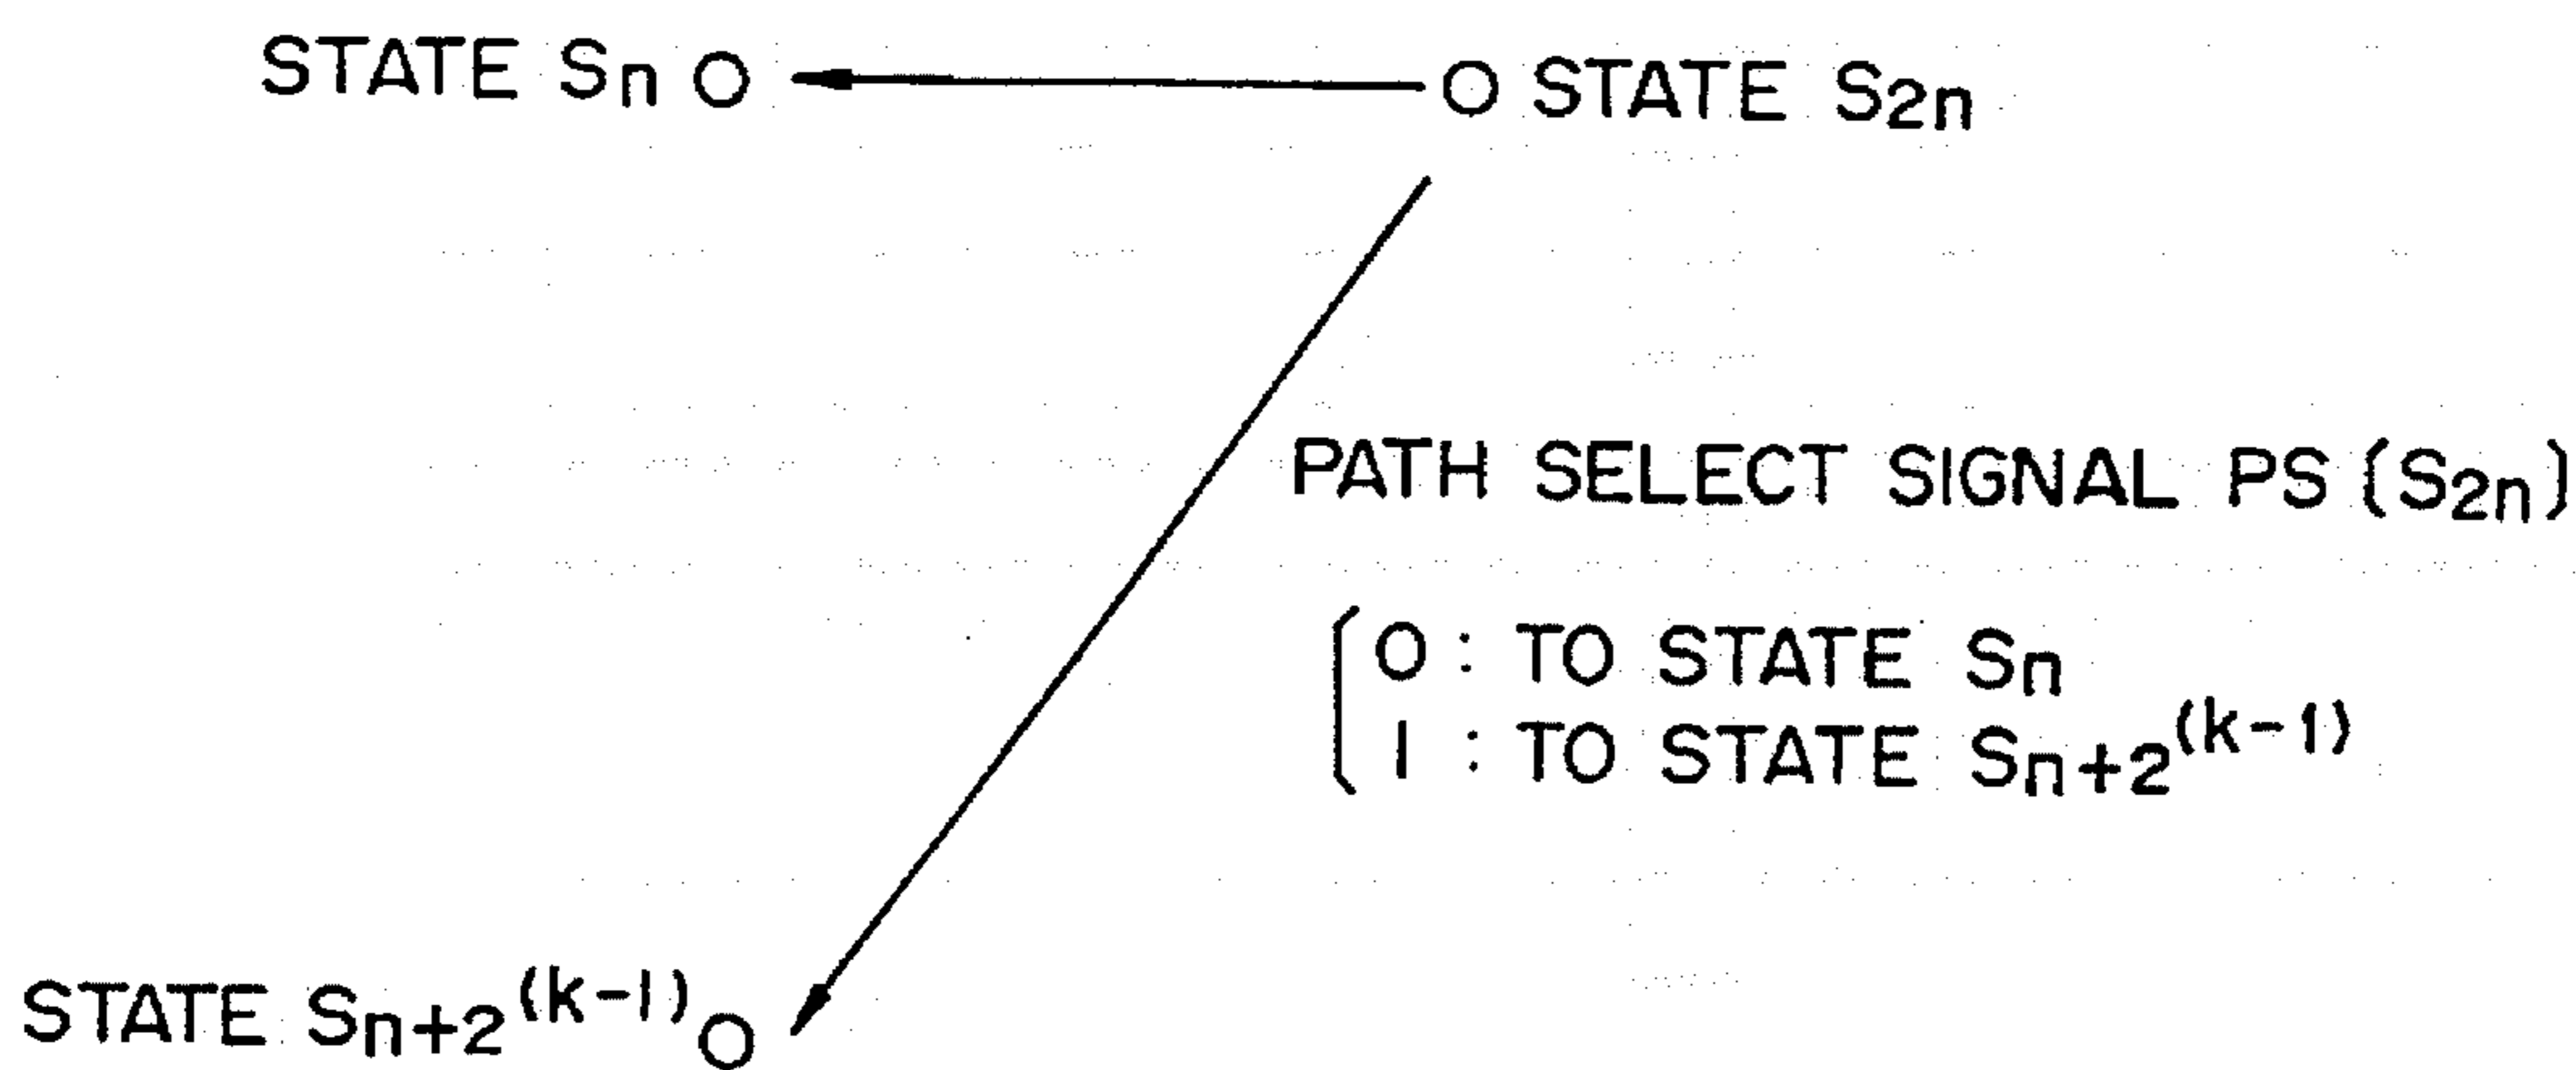 STATE Sn
STATE S2n
PATH SELECT SIGNAL PS (S2n)
0 : TO STATE Sn
1 : TO STATE Sn+2^(k-1)
STATE Sn+2^(k-1)